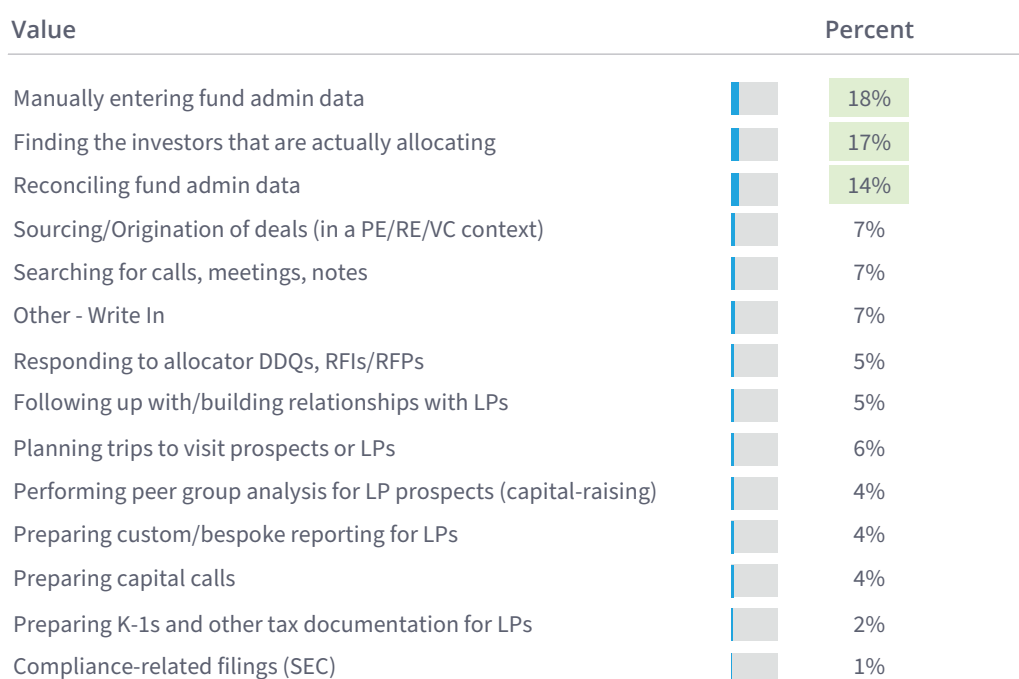 Value Percent
Manually entering fund admin data 18%
Finding the investors that are actually allocating 17%
Reconciling fund admin data 14%
Sourcing/Origination of deals (in a PE/RE/VC context) 7%
Searching for calls, meetings, notes 7%
Other - Write In 7%
Responding to allocator DDQs, RFIs/RFPs 5%
Following up with/building relationships with LPs 5%
Planning trips to visit prospects or LPs 6%
Performing peer group analysis for LP prospects (capital-raising) 4%
Preparing custom/bespoke reporting for LPs 4%
Preparing capital calls 4%
Preparing K-1s and other tax documentation for LPs 2%
Compliance-related filings (SEC) 1%